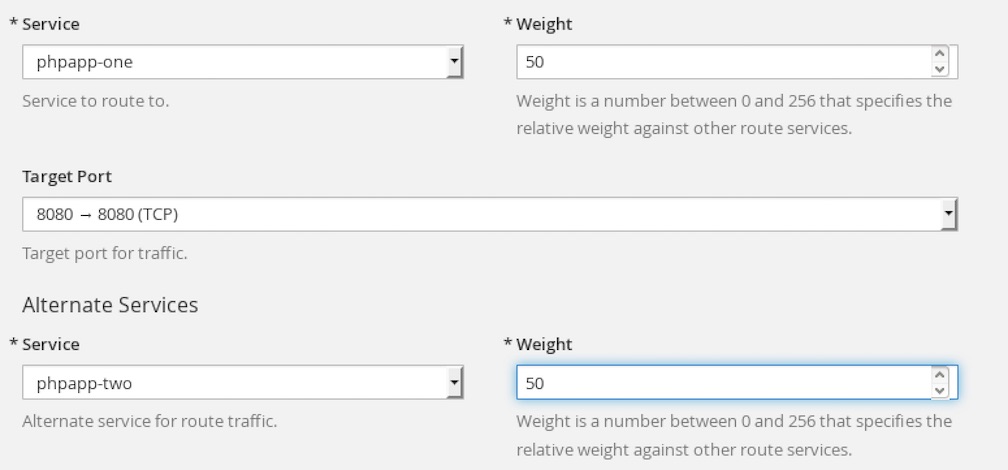 * Service * Weight
phpapp-one 50
Service to route to. Weight is a number between 0 and 256 that specifies the
relative weight against other route services.
Target Port
8080 → 8080 (TCP)
Target port for traffic.
Alternate Services
* Service * Weight
phpapp-two 50
Alternate service for route traffic. Weight is a number between 0 and 256 that specifies the
relative weight against other route services.